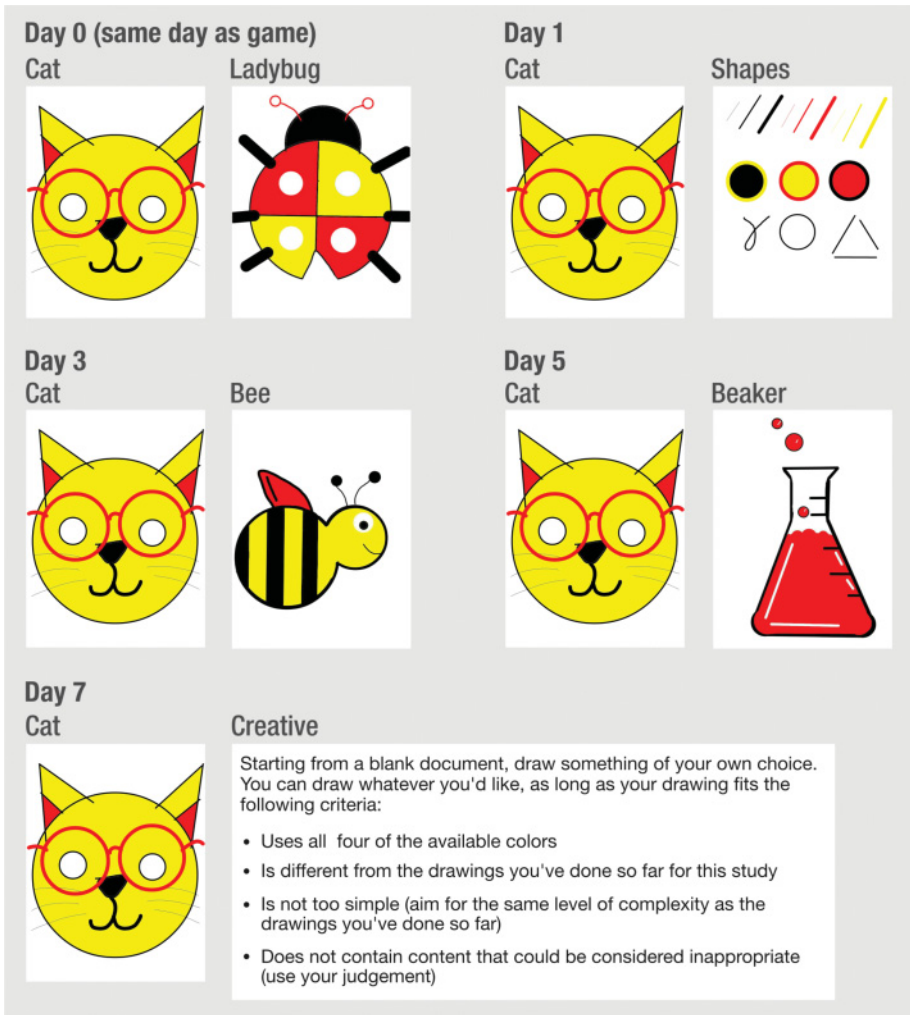 Day 0 (same day as game)
Cat
Ladybug
Day 1
Cat
Shapes
Day 3
Cat
Bee
Day 5
Cat
Beaker
Day 7
Cat
Creative
Starting from a blank document, draw something of your own choice.
You can draw whatever you'd like, as long as your drawing fits the
following criteria:
• Uses all four of the available colors
• Is different from the drawings you've done so far for this study
• Is not too simple (aim for the same level of complexity as the
drawings you've done so far)
• Does not contain content that could be considered inappropriate
(use your judgement)